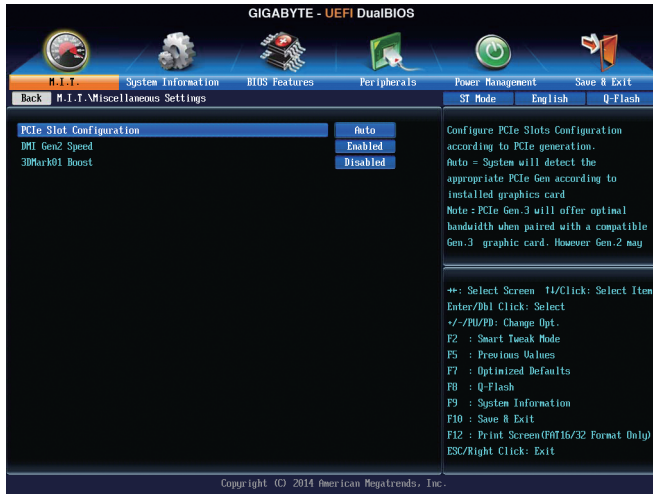 GIGABYTE - UEFI DualBIOS
M.I.T. System Information BIOS Features Peripherals Power Management Save & Exit
Back M.I.T.\Miscellaneous Settings ST Mode English Q-Flash
PCIe Slot Configuration Auto
DMI Gen2 Speed Enabled
3DMark01 Boost Disabled
Configure PCIe Slots Configuration
according to PCIe generation.
Auto = System will detect the
appropriate PCIe Gen according to
installed graphics card
Note : PCIe Gen.3 will offer optimal
bandwidth when paired with a compatible
Gen.3 graphic card. However Gen.2 may
→←: Select Screen ↑↓/Click: Select Item
Enter/Dbl Click: Select
+/-/PU/PD: Change Opt.
F2 : Smart Tweak Mode
F5 : Previous Values
F7 : Optimized Defaults
F8 : Q-Flash
F9 : System Information
F10 : Save & Exit
F12 : Print Screen(FAT16/32 Format Only)
ESC/Right Click: Exit
Copyright (C) 2014 American Megatrends, Inc.